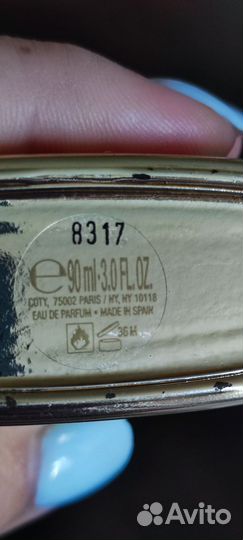 8317
℮ 90 ml·3.0 FL.OZ.
COTY, 75002 PARIS / NY, NY 10118
EAU DE PARFUM • MADE IN SPAIN
36 M
Avito